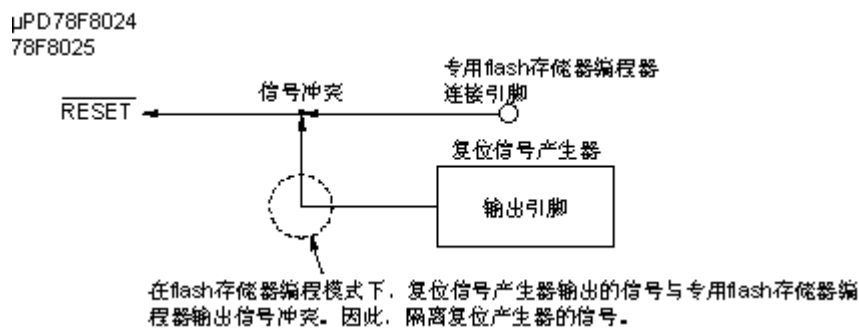 μPD78F8024
78F8025
专用flash存储器编程器
连接引脚
信号冲突
RESET
复位信号产生器
输出引脚
在flash存储器编程模式下，复位信号产生器输出的信号与专用flash存储器编
程器输出信号冲突。因此，隔离复位产生器的信号。